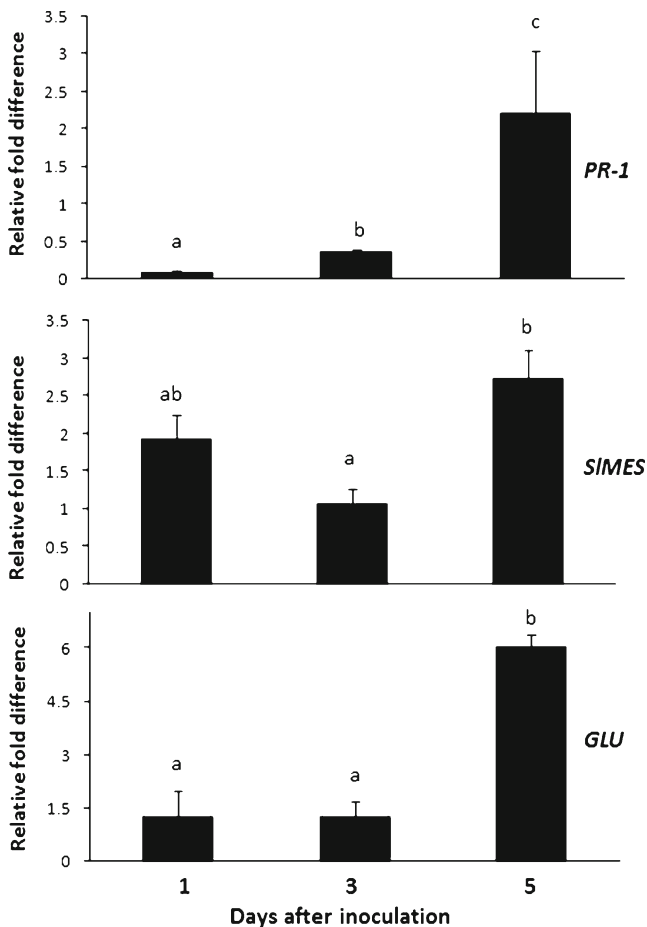 Relative fold difference
3.5
3
2.5
2
1.5
1
0.5
0
a
b
c
PR-1
Relative fold difference
3.5
3
2.5
2
1.5
1
0.5
0
ab
a
b
SlMES
Relative fold difference
6
4.5
3
1.5
0
a
a
b
GLU
1 3 5
Days after inoculation